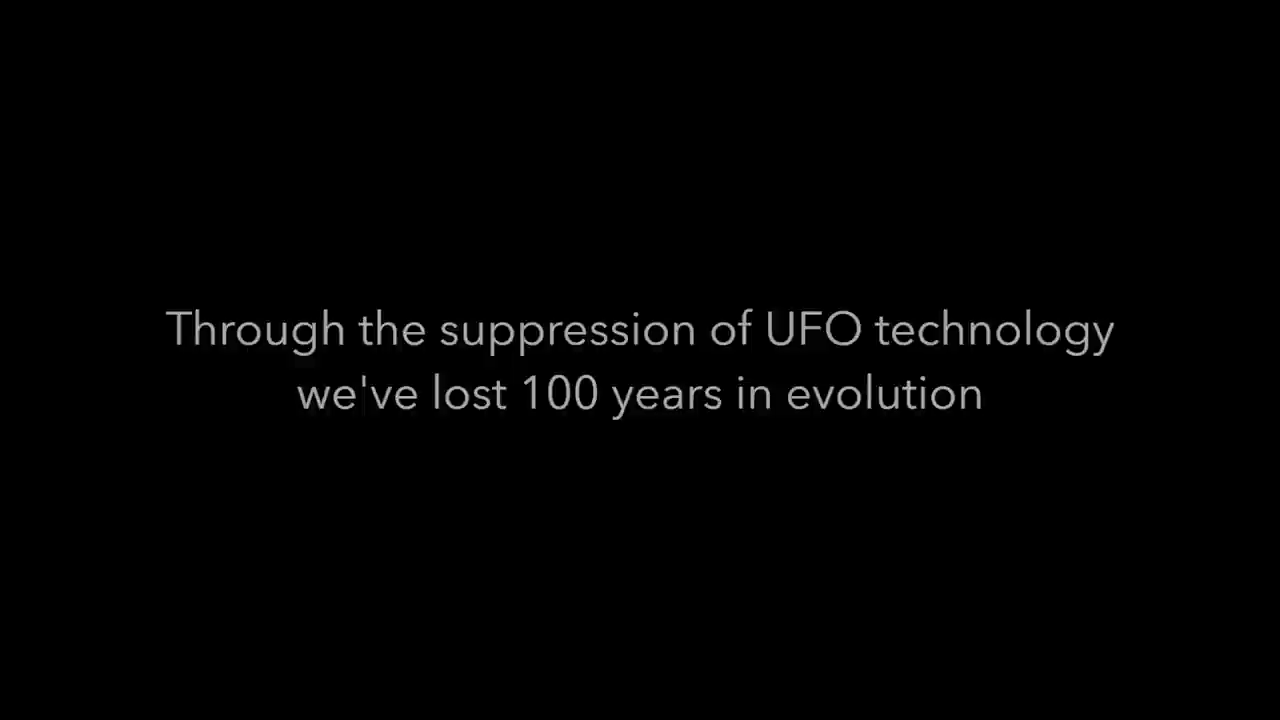 Through the suppression of UFO technology
we've lost 100 years in evolution